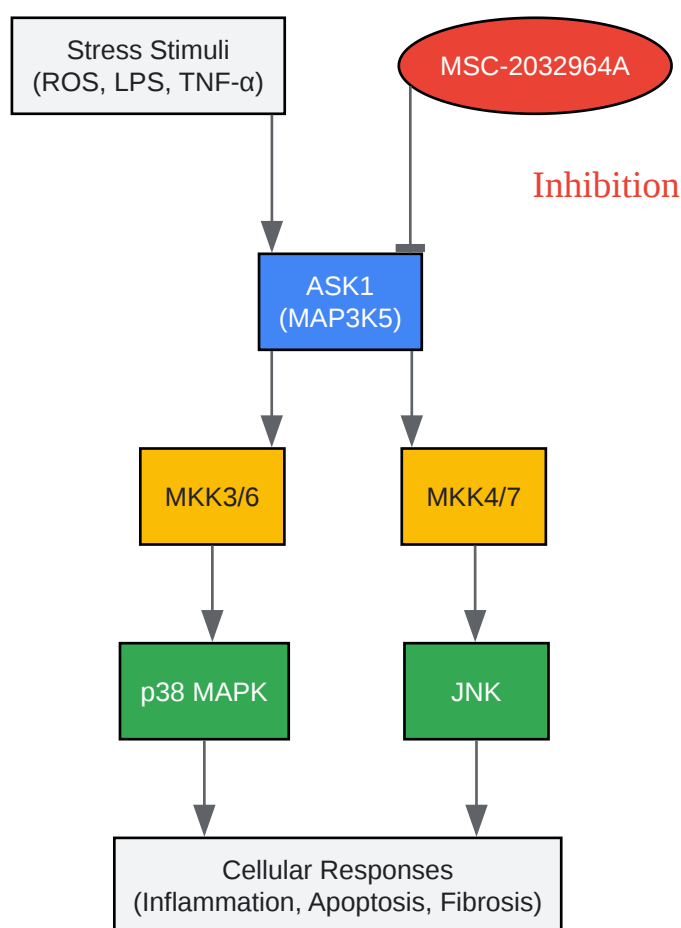 Stress Stimuli
(ROS, LPS, TNF-α)
MSC-2032964A
Inhibition
ASK1
(MAP3K5)
MKK3/6
MKK4/7
p38 MAPK
JNK
Cellular Responses
(Inflammation, Apoptosis, Fibrosis)